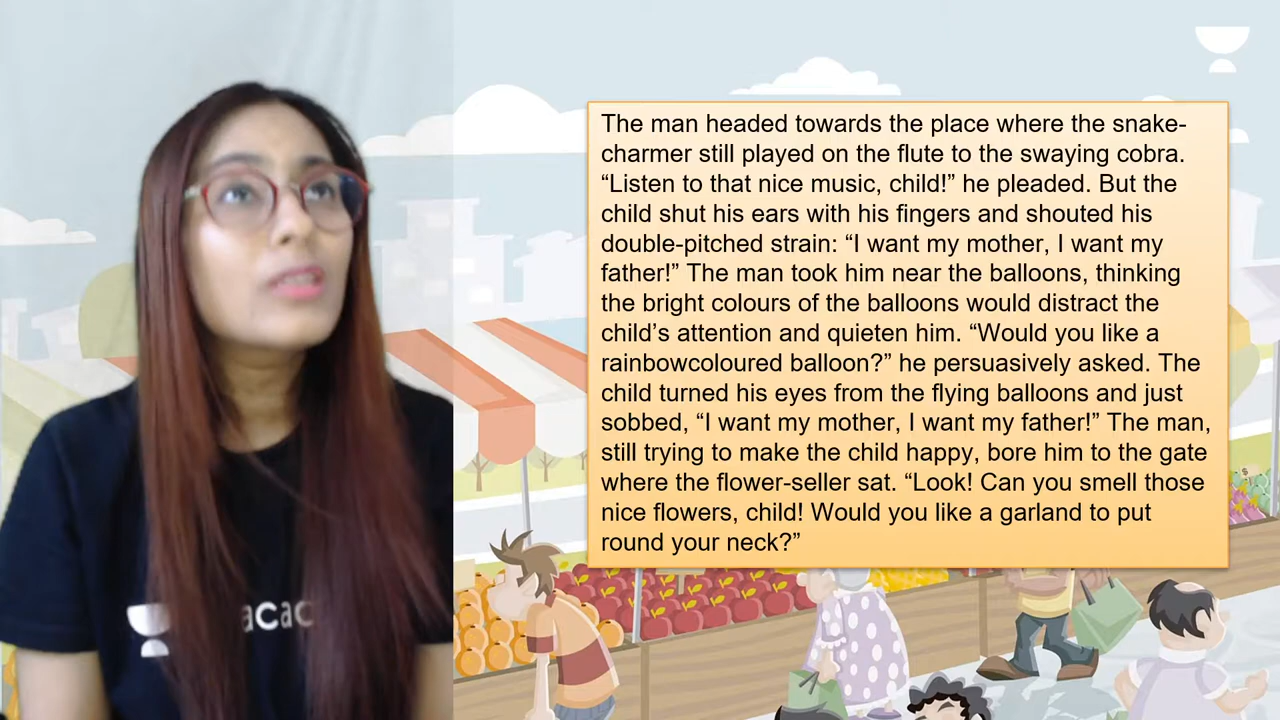 The man headed towards the place where the snake-
charmer still played on the flute to the swaying cobra.
“Listen to that nice music, child!” he pleaded. But the
child shut his ears with his fingers and shouted his
double-pitched strain: “I want my mother, I want my
father!” The man took him near the balloons, thinking
the bright colours of the balloons would distract the
child’s attention and quieten him. “Would you like a
rainbowcoloured balloon?” he persuasively asked. The
child turned his eyes from the flying balloons and just
sobbed, “I want my mother, I want my father!” The man,
still trying to make the child happy, bore him to the gate
where the flower-seller sat. “Look! Can you smell those
nice flowers, child! Would you like a garland to put
round your neck?”